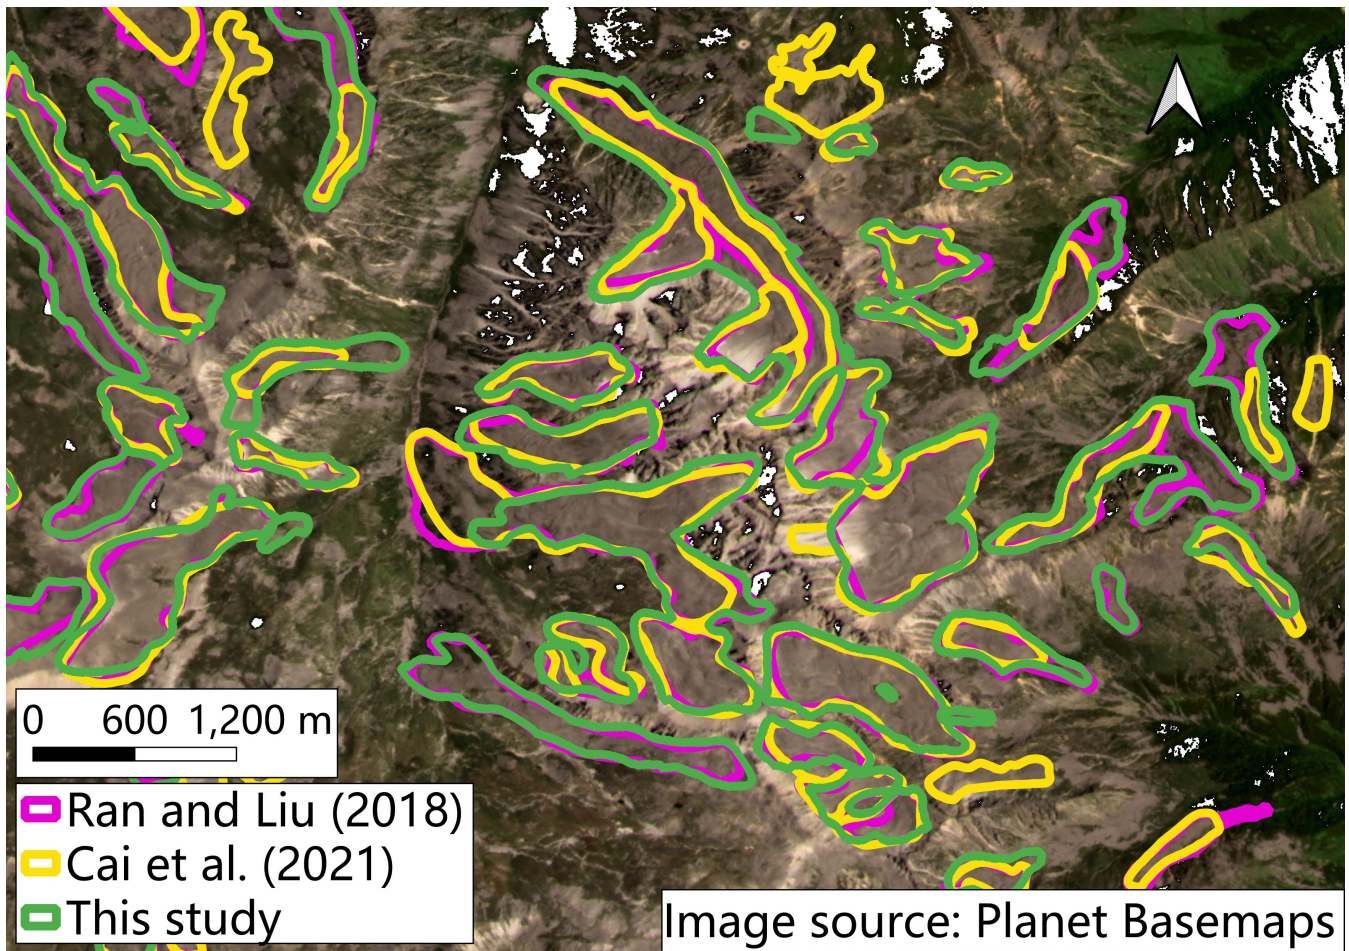 0 600 1,200 m
Ran and Liu (2018)
Cai et al. (2021)
This study
Image source: Planet Basemaps